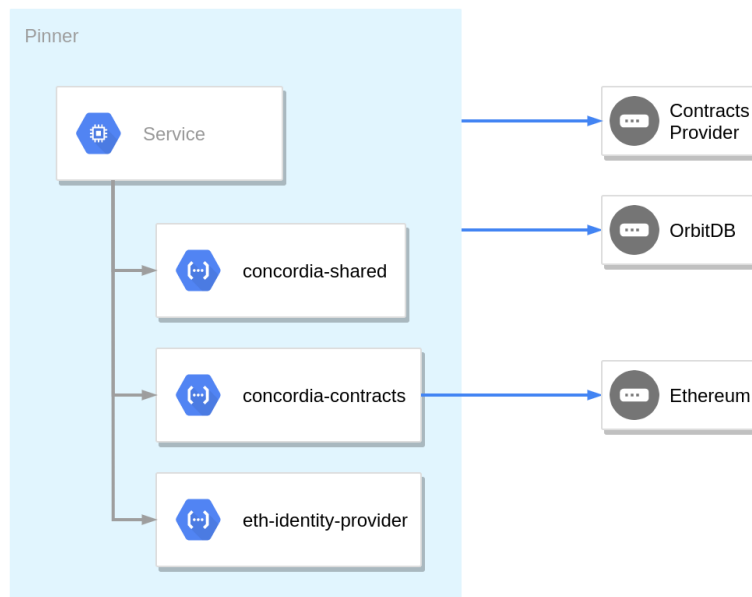 Pinner
Service
Contracts
Provider
OrbitDB
concordia-shared
concordia-contracts
Ethereum
eth-identity-provider